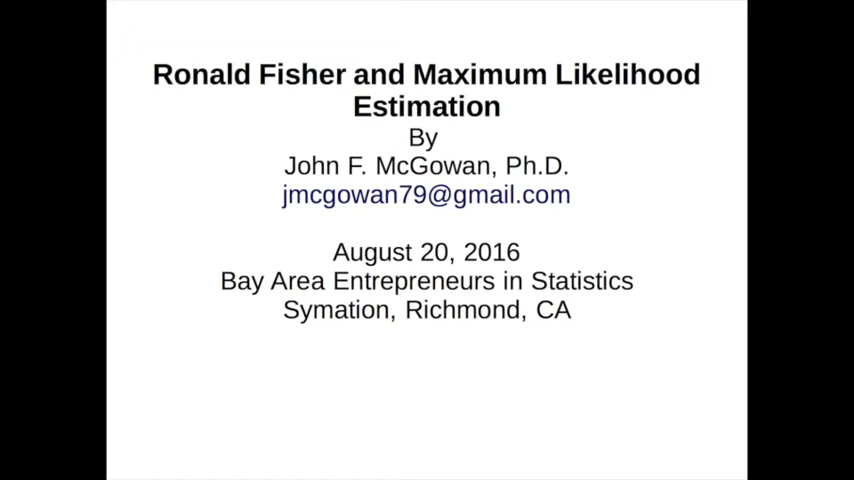 Ronald Fisher and Maximum Likelihood
Estimation
By
John F. McGowan, Ph.D.
jmcgowan79@gmail.com
August 20, 2016
Bay Area Entrepreneurs in Statistics
Symation, Richmond, CA